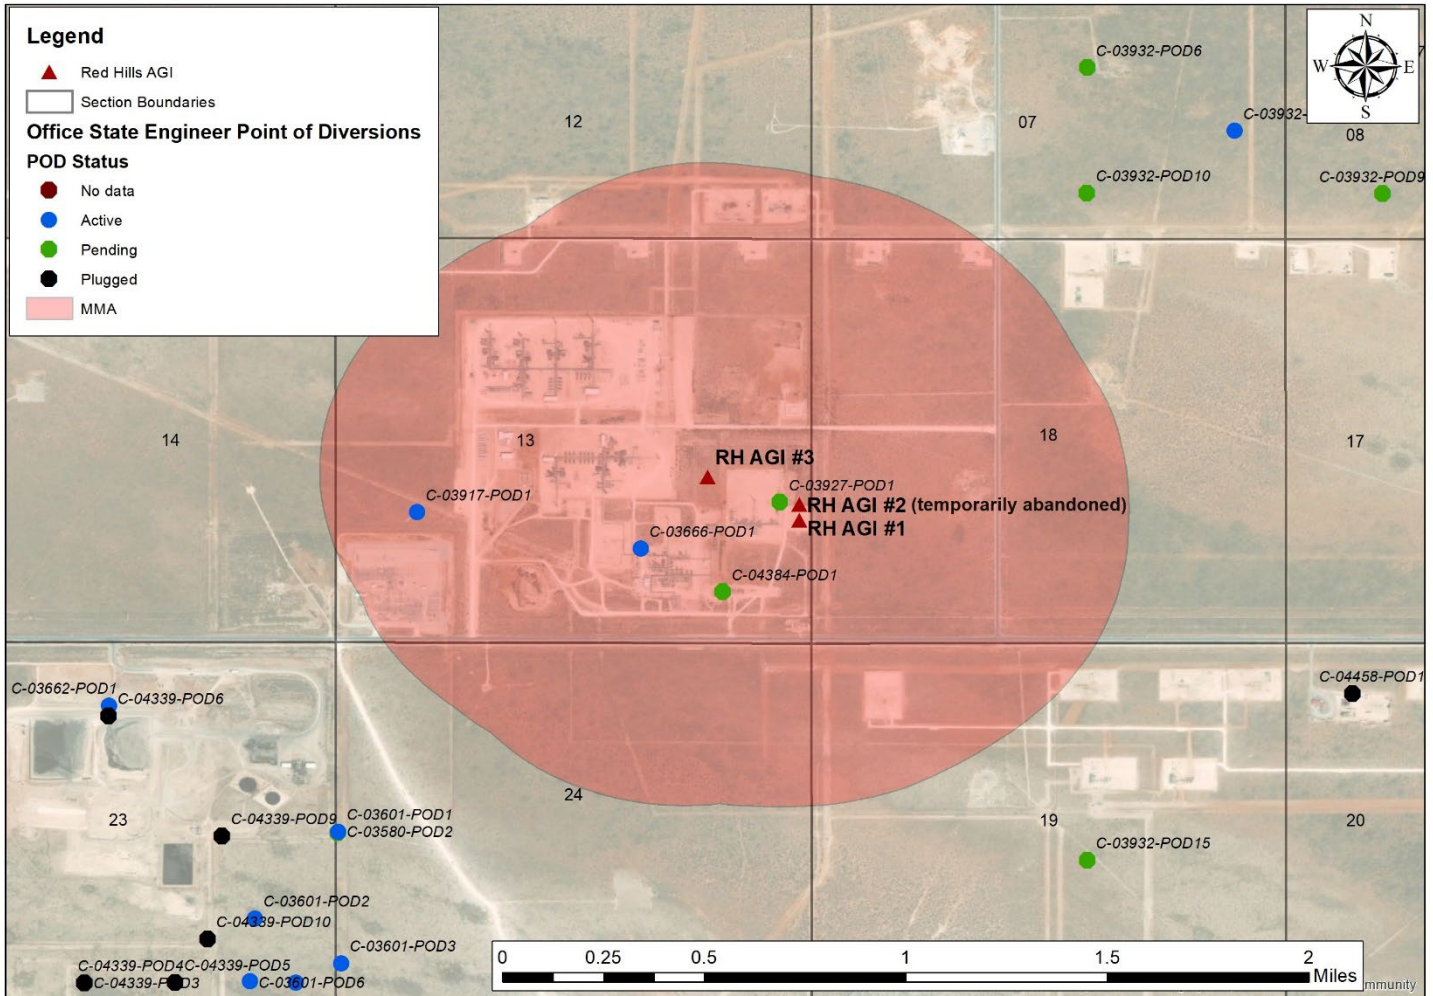 Legend
Red Hills AGI
Section Boundaries
Office State Engineer Point of Diversions
POD Status
No data
Active
Pending
Plugged
MMA
N
W E
S
C-03932-POD6
12
07
C-03932-
08
7
C-03932-POD10
C-03932-POD9
14
13
18
17
RH AGI #3
C-03927-POD1
C-03917-POD1
RH AGI #2 (temporarily abandoned)
RH AGI #1
C-03666-POD1
C-04384-POD1
C-03662-POD1
C-04339-POD6
C-04458-POD1
24
23
19
20
C-04339-POD9
C-03601-POD1
C-03580-POD2
C-03932-POD15
C-03601-POD2
C-04339-POD10
C-03601-POD3
C-04339-POD4
C-04339-POD5
C-04339-POD3
C-03601-POD6
0 0.25 0.5 1 1.5 2
Miles
mmunity